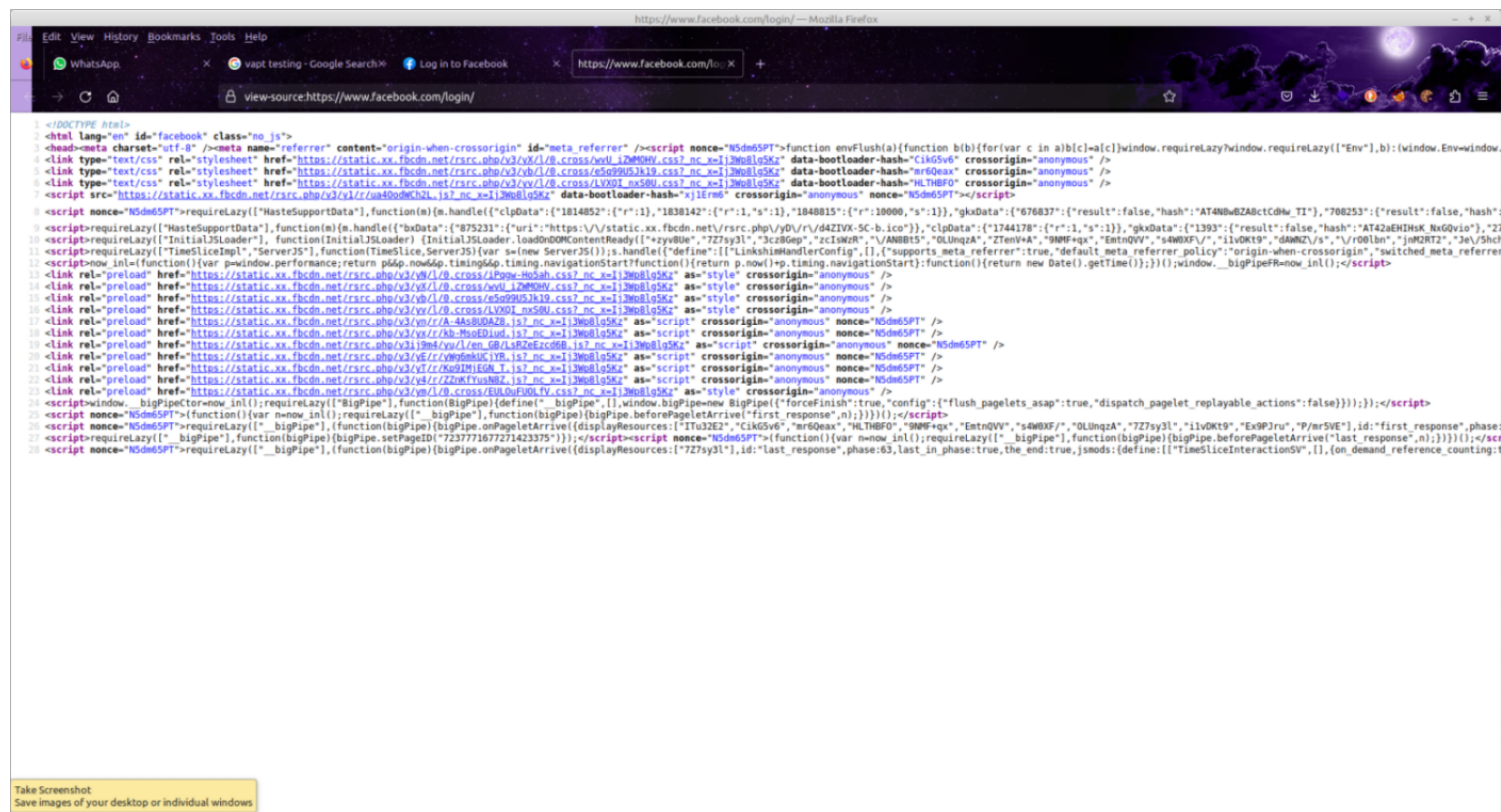 https://www.facebook.com/login/ — Mozilla Firefox
File Edit View History Bookmarks Tools Help
WhatsApp
vapt testing - Google Search
Log in to Facebook
https://www.facebook.com/log
view-source:https://www.facebook.com/login/
1 <!DOCTYPE html>
2 <html lang="en" id="facebook" class="no_js">
3 <head><meta charset="utf-8" /><meta name="referrer" content="origin-when-crossorigin" id="meta_referrer" /><script nonce="N5dm65PT">function envFlush(a){function b(b){for(var c in a)b[c]=a[c]}window.requireLazy?window.requireLazy(["Env"],b):(window.Env=window.
4 <link type="text/css" rel="stylesheet" href="https://static.xx.fbcdn.net/rsrc.php/v3/yX/l/0,cross/wvU_iZWMOHV.css?_nc_x=Ij3Wp8lg5Kz" data-bootloader-hash="CikG5v6" crossorigin="anonymous" />
5 <link type="text/css" rel="stylesheet" href="https://static.xx.fbcdn.net/rsrc.php/v3/yb/l/0,cross/e5q99U5Jk19.css?_nc_x=Ij3Wp8lg5Kz" data-bootloader-hash="mr6Qeax" crossorigin="anonymous" />
6 <link type="text/css" rel="stylesheet" href="https://static.xx.fbcdn.net/rsrc.php/v3/yy/l/0,cross/LVXQI_nxS0U.css?_nc_x=Ij3Wp8lg5Kz" data-bootloader-hash="HLTHBFO" crossorigin="anonymous" />
7 <script src="https://static.xx.fbcdn.net/rsrc.php/v3/y1/r/ua4OodWCh2L.js?_nc_x=Ij3Wp8lg5Kz" data-bootloader-hash="xj1Erm6" crossorigin="anonymous" nonce="N5dm65PT"></script>
8 <script nonce="N5dm65PT">requireLazy(["HasteSupportData"],function(m){m.handle({"clpData":{"1814852":{"r":1},"1838142":{"r":1,"s":1},"1848815":{"r":10000,"s":1}},"gkxData":{"676837":{"result":false,"hash":"AT4N8wBZA8ctCdHw_TI"},"708253":{"result":false,"hash":
9 <script>requireLazy(["HasteSupportData"],function(m){m.handle({"bxData":{"875231":{"uri":"https:\/\/static.xx.fbcdn.net\/rsrc.php\/yD\/r\/d4ZIVX-5C-b.ico"}},"clpData":{"1744178":{"r":1,"s":1}},"gkxData":{"1393":{"result":false,"hash":"AT42aEHIHsK_NxGQvio"},"27
10 <script>requireLazy(["InitialJSLoader"], function(InitialJSLoader) {InitialJSLoader.loadOnDOMContentReady(["+zyv8Ue","7Z7sy3l","3cz8Gep","zcIsWzR","\/AN8Bt5","OLUnqzA","ZTenV+A","9NMF+qx","EmtnQVV","s4W0XF\/","i1vDKt9","dAWNZ\/s","\/rO0lbn","jnM2RT2","Je\/5hch
11 <script>requireLazy(["TimeSliceImpl","ServerJS"],function(TimeSlice,ServerJS){var s=(new ServerJS());s.handle({"define":[["LinkshimHandlerConfig",[],{"supports_meta_referrer":true,"default_meta_referrer_policy":"origin-when-crossorigin","switched_meta_referrer
12 <script>now_inl=(function(){var p=window.performance;return p&&p.now&&p.timing&&p.timing.navigationStart?function(){return p.now()+p.timing.navigationStart}:function(){return new Date().getTime()};})();window.__bigPipeFR=now_inl();</script>
13 <link rel="preload" href="https://static.xx.fbcdn.net/rsrc.php/v3/yN/l/0,cross/iPogw-Ho5ah.css?_nc_x=Ij3Wp8lg5Kz" as="style" crossorigin="anonymous" />
14 <link rel="preload" href="https://static.xx.fbcdn.net/rsrc.php/v3/yX/l/0,cross/wvU_iZWMOHV.css?_nc_x=Ij3Wp8lg5Kz" as="style" crossorigin="anonymous" />
15 <link rel="preload" href="https://static.xx.fbcdn.net/rsrc.php/v3/yb/l/0,cross/e5q99U5Jk19.css?_nc_x=Ij3Wp8lg5Kz" as="style" crossorigin="anonymous" />
16 <link rel="preload" href="https://static.xx.fbcdn.net/rsrc.php/v3/yy/l/0,cross/LVXQI_nxS0U.css?_nc_x=Ij3Wp8lg5Kz" as="style" crossorigin="anonymous" />
17 <link rel="preload" href="https://static.xx.fbcdn.net/rsrc.php/v3/yn/r/A-4As8UDAZ8.js?_nc_x=Ij3Wp8lg5Kz" as="script" crossorigin="anonymous" nonce="N5dm65PT" />
18 <link rel="preload" href="https://static.xx.fbcdn.net/rsrc.php/v3/yx/r/kb-MsoEDiud.js?_nc_x=Ij3Wp8lg5Kz" as="script" crossorigin="anonymous" nonce="N5dm65PT" />
19 <link rel="preload" href="https://static.xx.fbcdn.net/rsrc.php/v3ij9m4/yu/l/en_GB/LsRZeEzcd6B.js?_nc_x=Ij3Wp8lg5Kz" as="script" crossorigin="anonymous" nonce="N5dm65PT" />
20 <link rel="preload" href="https://static.xx.fbcdn.net/rsrc.php/v3/yE/r/yWg6mkUCjYR.js?_nc_x=Ij3Wp8lg5Kz" as="script" crossorigin="anonymous" nonce="N5dm65PT" />
21 <link rel="preload" href="https://static.xx.fbcdn.net/rsrc.php/v3/yT/r/Kp9IMjEGN_T.js?_nc_x=Ij3Wp8lg5Kz" as="script" crossorigin="anonymous" nonce="N5dm65PT" />
22 <link rel="preload" href="https://static.xx.fbcdn.net/rsrc.php/v3/y4/r/ZZnKfYusN8Z.js?_nc_x=Ij3Wp8lg5Kz" as="script" crossorigin="anonymous" nonce="N5dm65PT" />
23 <link rel="preload" href="https://static.xx.fbcdn.net/rsrc.php/v3/ym/l/0,cross/EULOuFUOLfV.css?_nc_x=Ij3Wp8lg5Kz" as="style" crossorigin="anonymous" />
24 <script>window.__bigPipeCtor=now_inl();requireLazy(["BigPipe"],function(BigPipe){define("__bigPipe",[],window.bigPipe=new BigPipe({"forceFinish":true,"config":{"flush_pagelets_asap":true,"dispatch_pagelet_replayable_actions":false}}));});</script>
25 <script nonce="N5dm65PT">(function(){var n=now_inl();requireLazy(["__bigPipe"],function(bigPipe){bigPipe.beforePageletArrive("first_response",n);})})();</script>
26 <script nonce="N5dm65PT">requireLazy(["__bigPipe"],(function(bigPipe){bigPipe.onPageletArrive({displayResources:["ITu32E2","CikG5v6","mr6Qeax","HLTHBFO","9NMF+qx","EmtnQVV","s4W0XF/","OLUnqzA","7Z7sy3l","i1vDKt9","Ex9PJru","P/mr5VE"],id:"first_response",phase:
27 <script>requireLazy(["__bigPipe"],function(bigPipe){bigPipe.setPageID("7237771677271423375")});</script><script nonce="N5dm65PT">(function(){var n=now_inl();requireLazy(["__bigPipe"],function(bigPipe){bigPipe.beforePageletArrive("last_response",n);})})();</scr
28 <script nonce="N5dm65PT">requireLazy(["__bigPipe"],(function(bigPipe){bigPipe.onPageletArrive({displayResources:["7Z7sy3l"],id:"last_response",phase:63,last_in_phase:true,the_end:true,jsmods:{define:[["TimeSliceInteractionSV",[],{on_demand_reference_counting:t
Take Screenshot
Save images of your desktop or individual windows